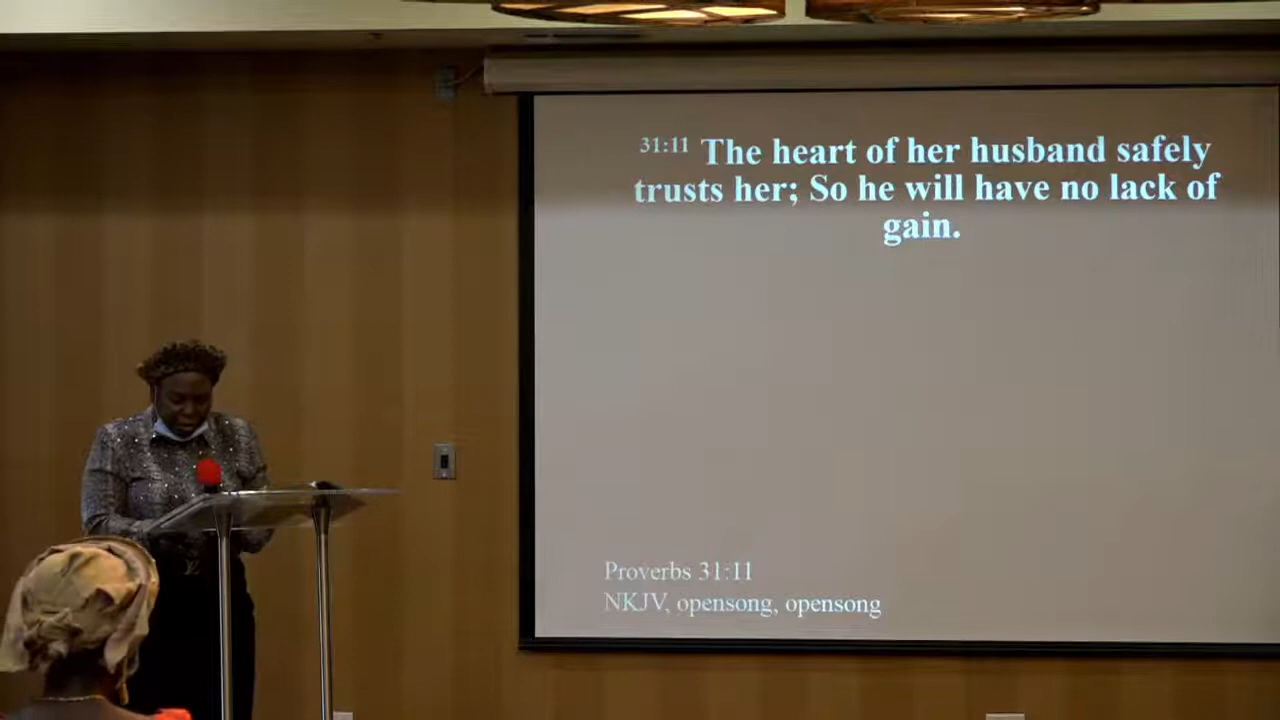 31:11 The heart of her husband safely
trusts her; So he will have no lack of
gain.
Proverbs 31:11
NKJV, opensong, opensong